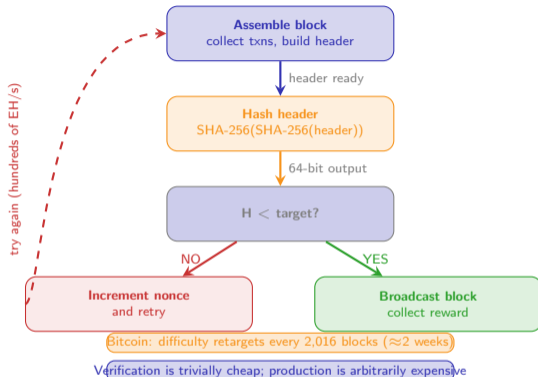 Assemble block
collect txns, build header
header ready
Hash header
SHA-256(SHA-256(header))
64-bit output
H < target?
NO
YES
try again (hundreds of EH/s)
Increment nonce
and retry
Broadcast block
collect reward
Bitcoin: difficulty retargets every 2,016 blocks (≈2 weeks)
Verification is trivially cheap; production is arbitrarily expensive